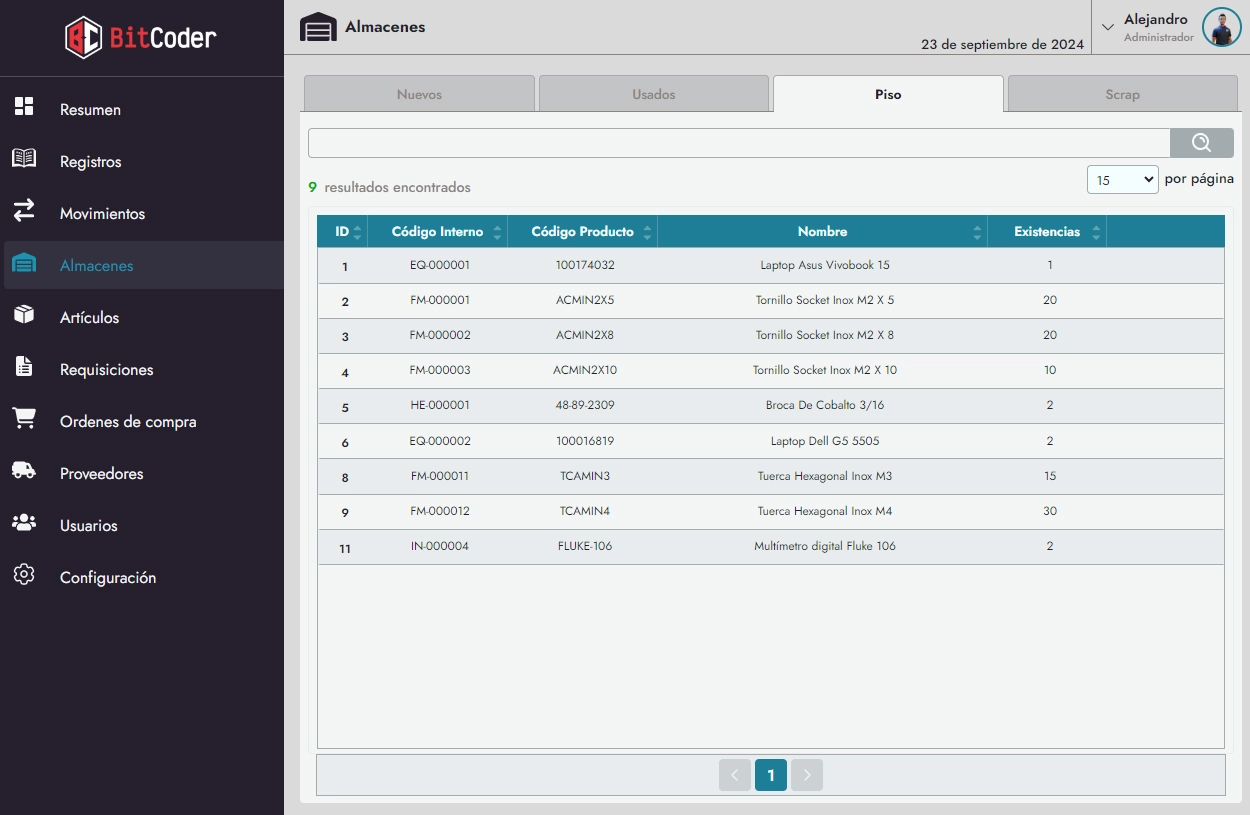 BitCoder
Resumen
Registros
Movimientos
Almacenes
Artículos
Requisiciones
Ordenes de compra
Proveedores
Usuarios
Configuración
Almacenes
23 de septiembre de 2024
Alejandro
Administrador
Nuevos Usados Piso Scrap
9 resultados encontrados
15 por página
ID Código Interno Código Producto Nombre Existencias
1 EQ-000001 100174032 Laptop Asus Vivobook 15 1
2 FM-000001 ACMIN2X5 Tornillo Socket Inox M2 X 5 20
3 FM-000002 ACMIN2X8 Tornillo Socket Inox M2 X 8 20
4 FM-000003 ACMIN2X10 Tornillo Socket Inox M2 X 10 10
5 HE-000001 48-89-2309 Broca De Cobalto 3/16 2
6 EQ-000002 100016819 Laptop Dell G5 5505 2
8 FM-000011 TCAMIN3 Tuerca Hexagonal Inox M3 15
9 FM-000012 TCAMIN4 Tuerca Hexagonal Inox M4 30
11 IN-000004 FLUKE-106 Multímetro digital Fluke 106 2
1